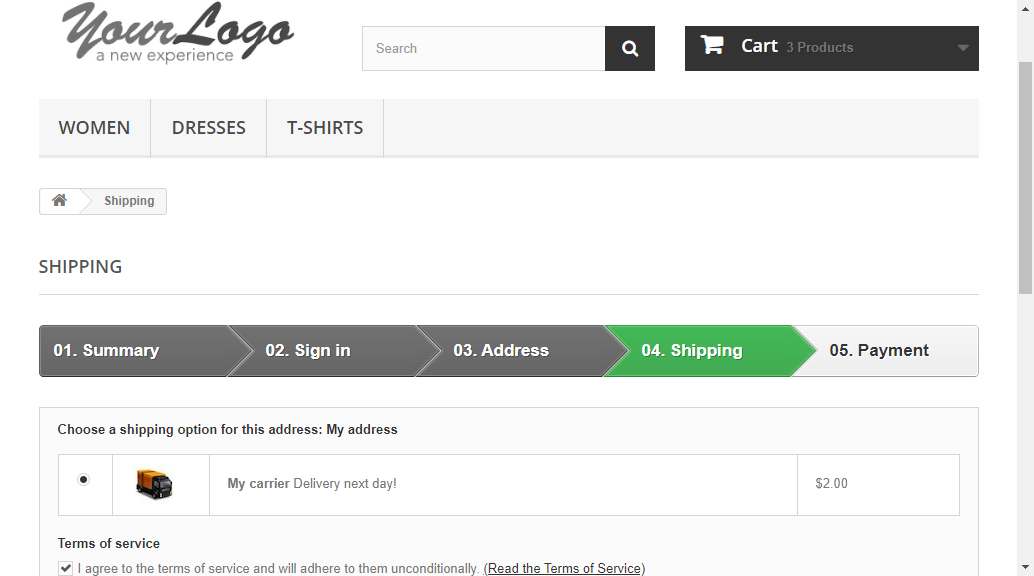 YourLogo
a new experience
Search
Cart 3 Products
WOMEN
DRESSES
T-SHIRTS
Shipping
SHIPPING
01. Summary
02. Sign in
03. Address
04. Shipping
05. Payment
Choose a shipping option for this address: My address
My carrier Delivery next day!
$2.00
Terms of service
I agree to the terms of service and will adhere to them unconditionally. (Read the Terms of Service)